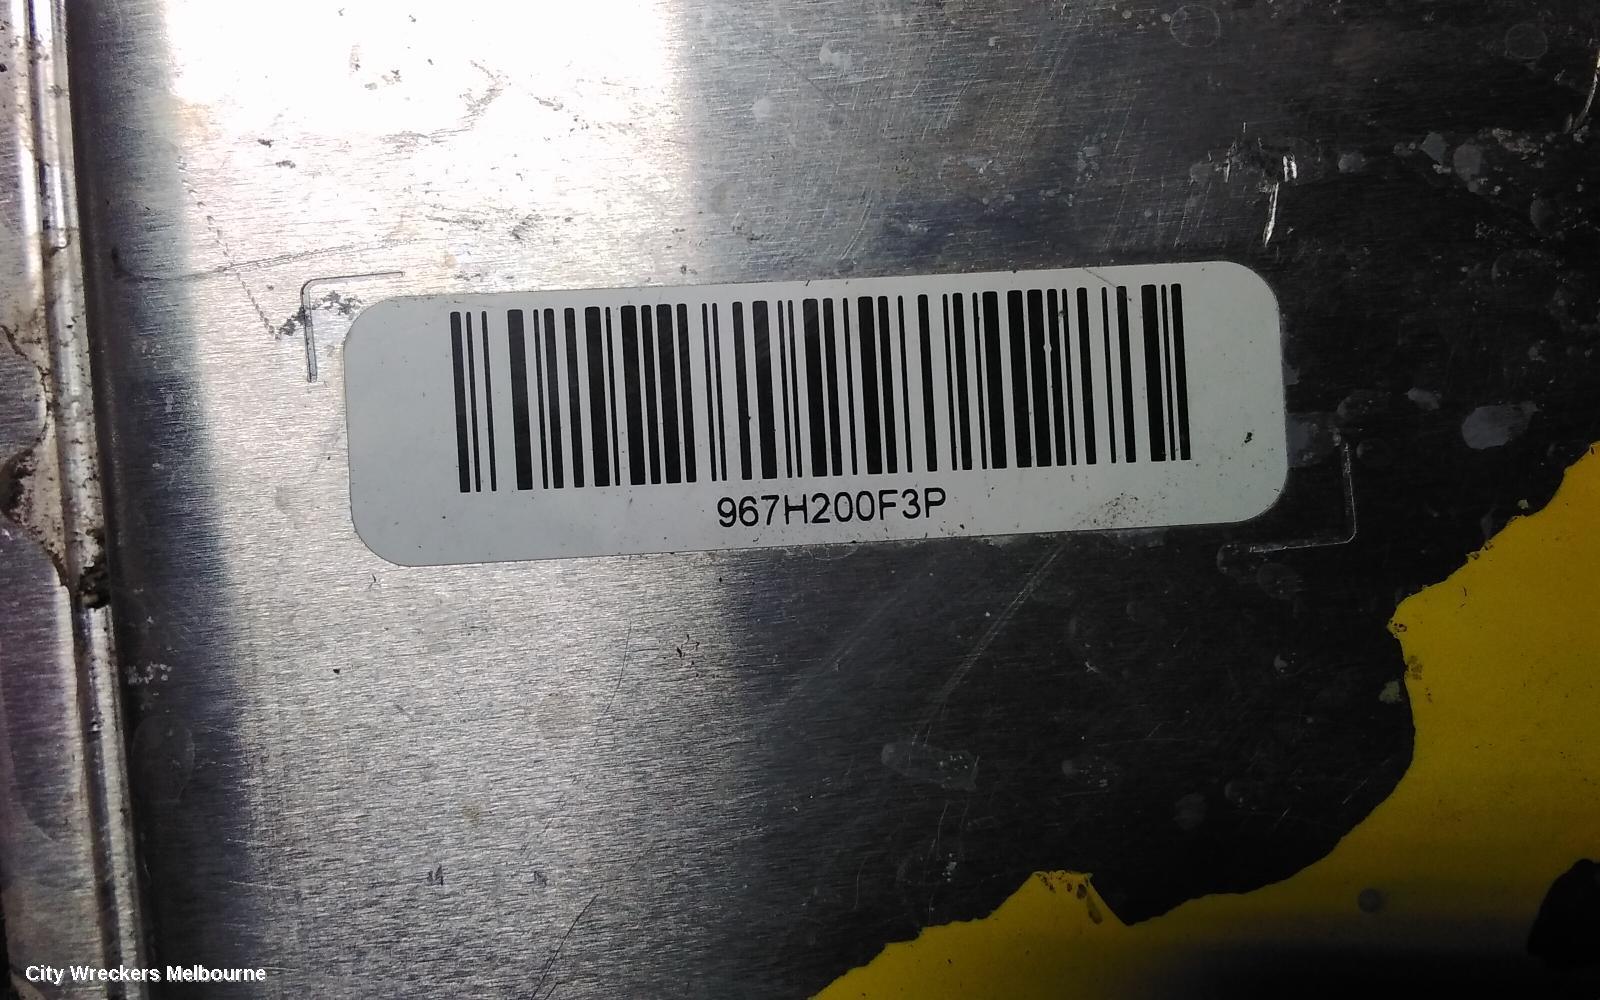 967H200F3P
City Wreckers Melbourne